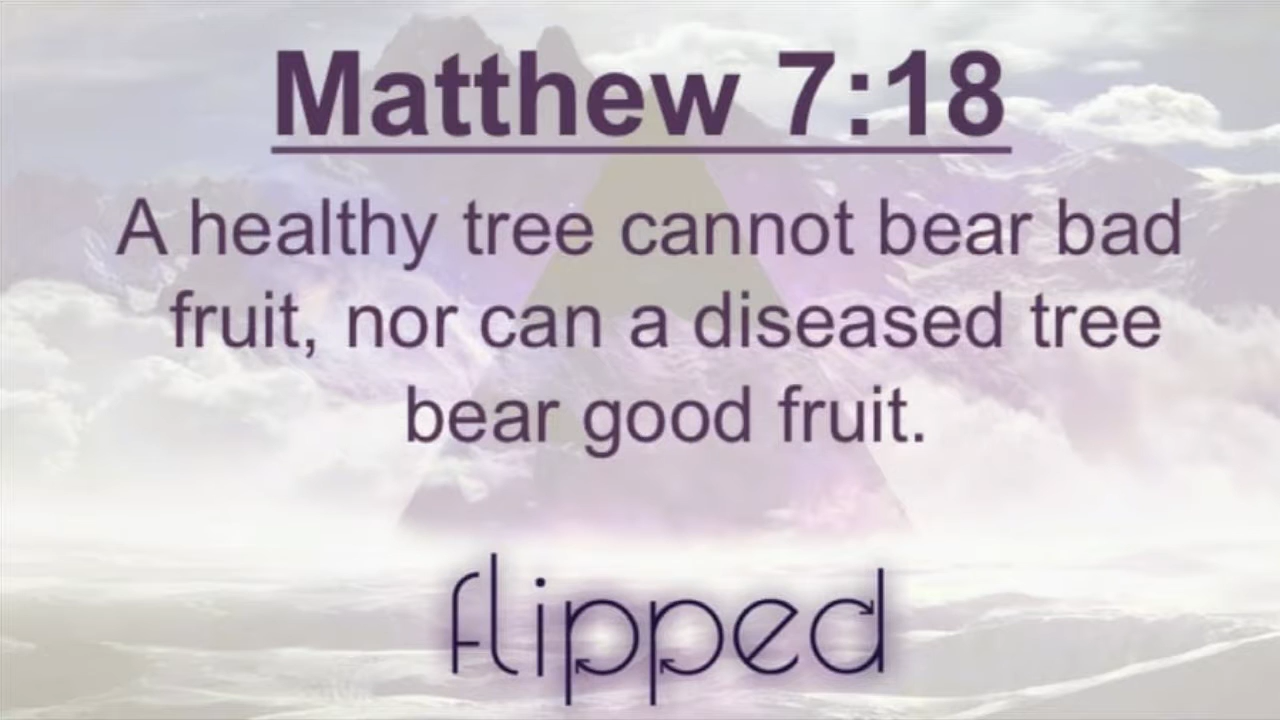 Matthew 7:18
A healthy tree cannot bear bad
fruit, nor can a diseased tree
bear good fruit.
flipped